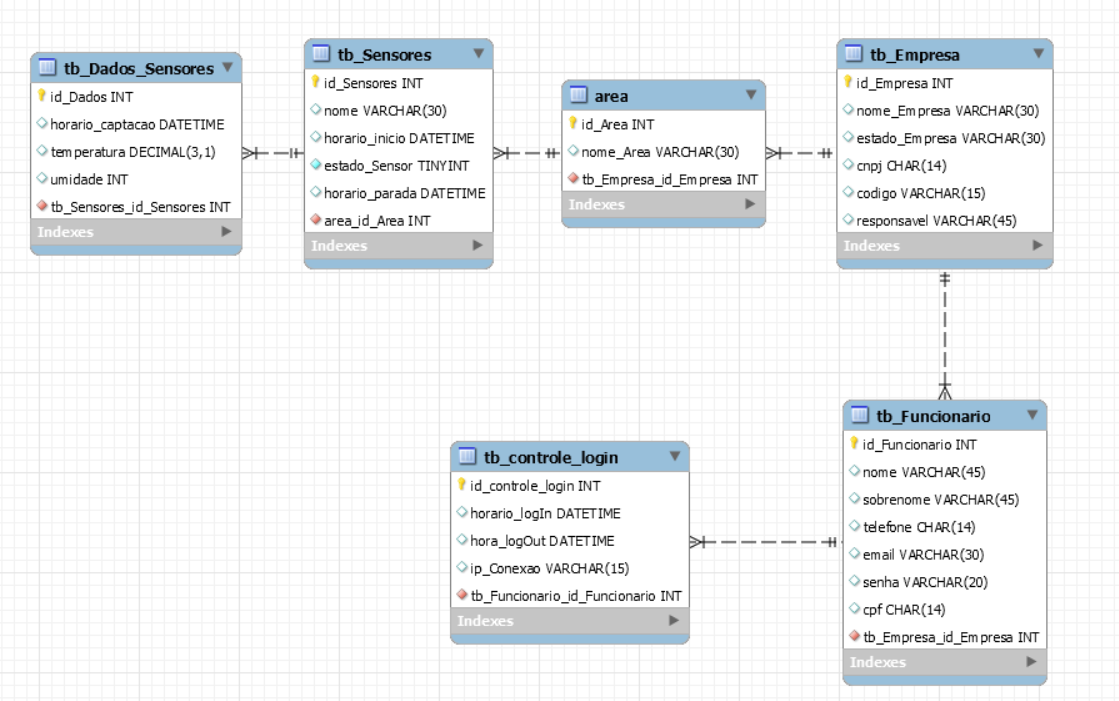 tb_Dados_Sensores
id_Dados INT
horario_captacao DATETIME
temperatura DECIMAL(3,1)
umidade INT
tb_Sensores_id_Sensores INT
Indexes
tb_Sensores
id_Sensores INT
nome VARCHAR(30)
horario_inicio DATETIME
estado_Sensor TINYINT
horario_parada DATETIME
area_id_Area INT
Indexes
area
id_Area INT
nome_Area VARCHAR(30)
tb_Empresa_id_Empresa INT
Indexes
tb_Empresa
id_Empresa INT
nome_Empresa VARCHAR(30)
estado_Empresa VARCHAR(30)
cnpj CHAR(14)
codigo VARCHAR(15)
responsavel VARCHAR(45)
Indexes
tb_controle_login
id_controle_login INT
horario_logIn DATETIME
hora_logOut DATETIME
ip_Conexao VARCHAR(15)
tb_Funcionario_id_Funcionario INT
Indexes
tb_Funcionario
id_Funcionario INT
nome VARCHAR(45)
sobrenome VARCHAR(45)
telefone CHAR(14)
email VARCHAR(30)
senha VARCHAR(20)
cpf CHAR(14)
tb_Empresa_id_Empresa INT
Indexes